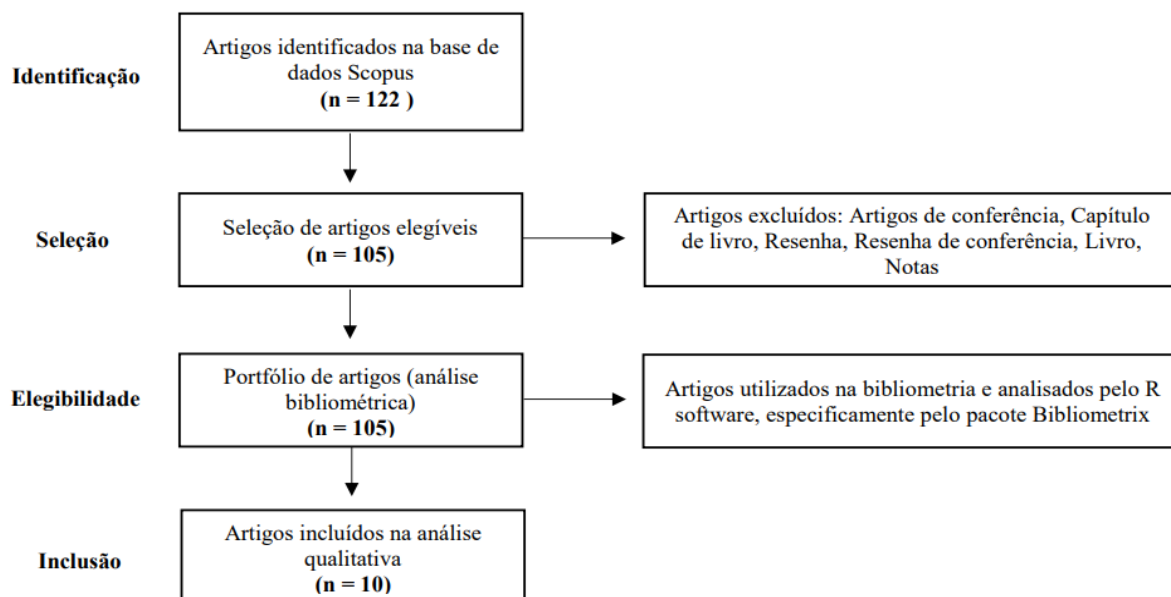 Identificação
Artigos identificados na base de
dados Scopus
(n = 122 )
Seleção
Seleção de artigos elegíveis
(n = 105)
Artigos excluídos: Artigos de conferência, Capítulo
de livro, Resenha, Resenha de conferência, Livro,
Notas
Elegibilidade
Portfólio de artigos (análise
bibliométrica)
(n = 105)
Artigos utilizados na bibliometria e analisados pelo R
software, especificamente pelo pacote Bibliometrix
Inclusão
Artigos incluídos na análise
qualitativa
(n = 10)